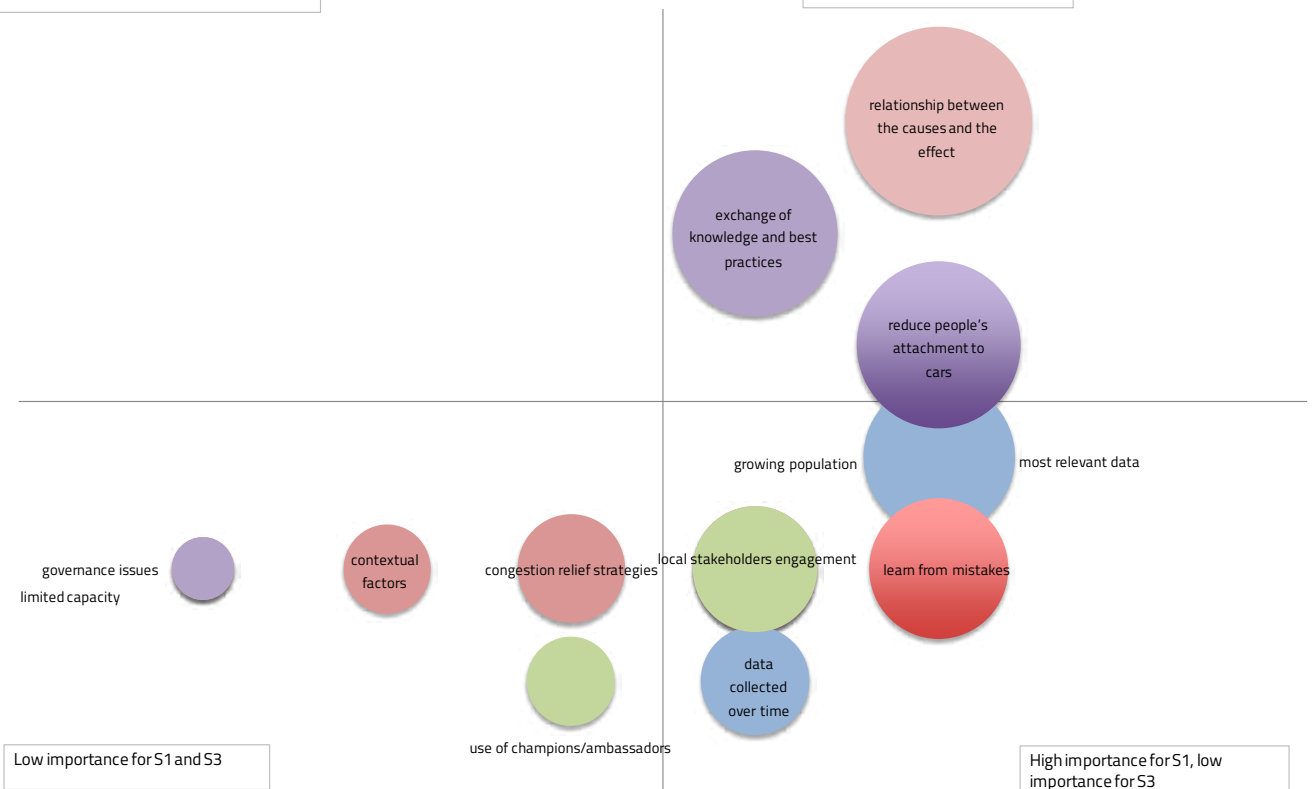 relationship between
the causes and the
effect
exchange of
knowledge and best
practices
reduce people's
attachment to
cars
growing population
most relevant data
local stakeholders engagement
contextual
factors
governance issues
congestion relief strategies
learn from mistakes
limited capacity
data
collected
over time
use of champions/ambassadors
Low importance for S1 and S3
High importance for S1, low
importance for S3